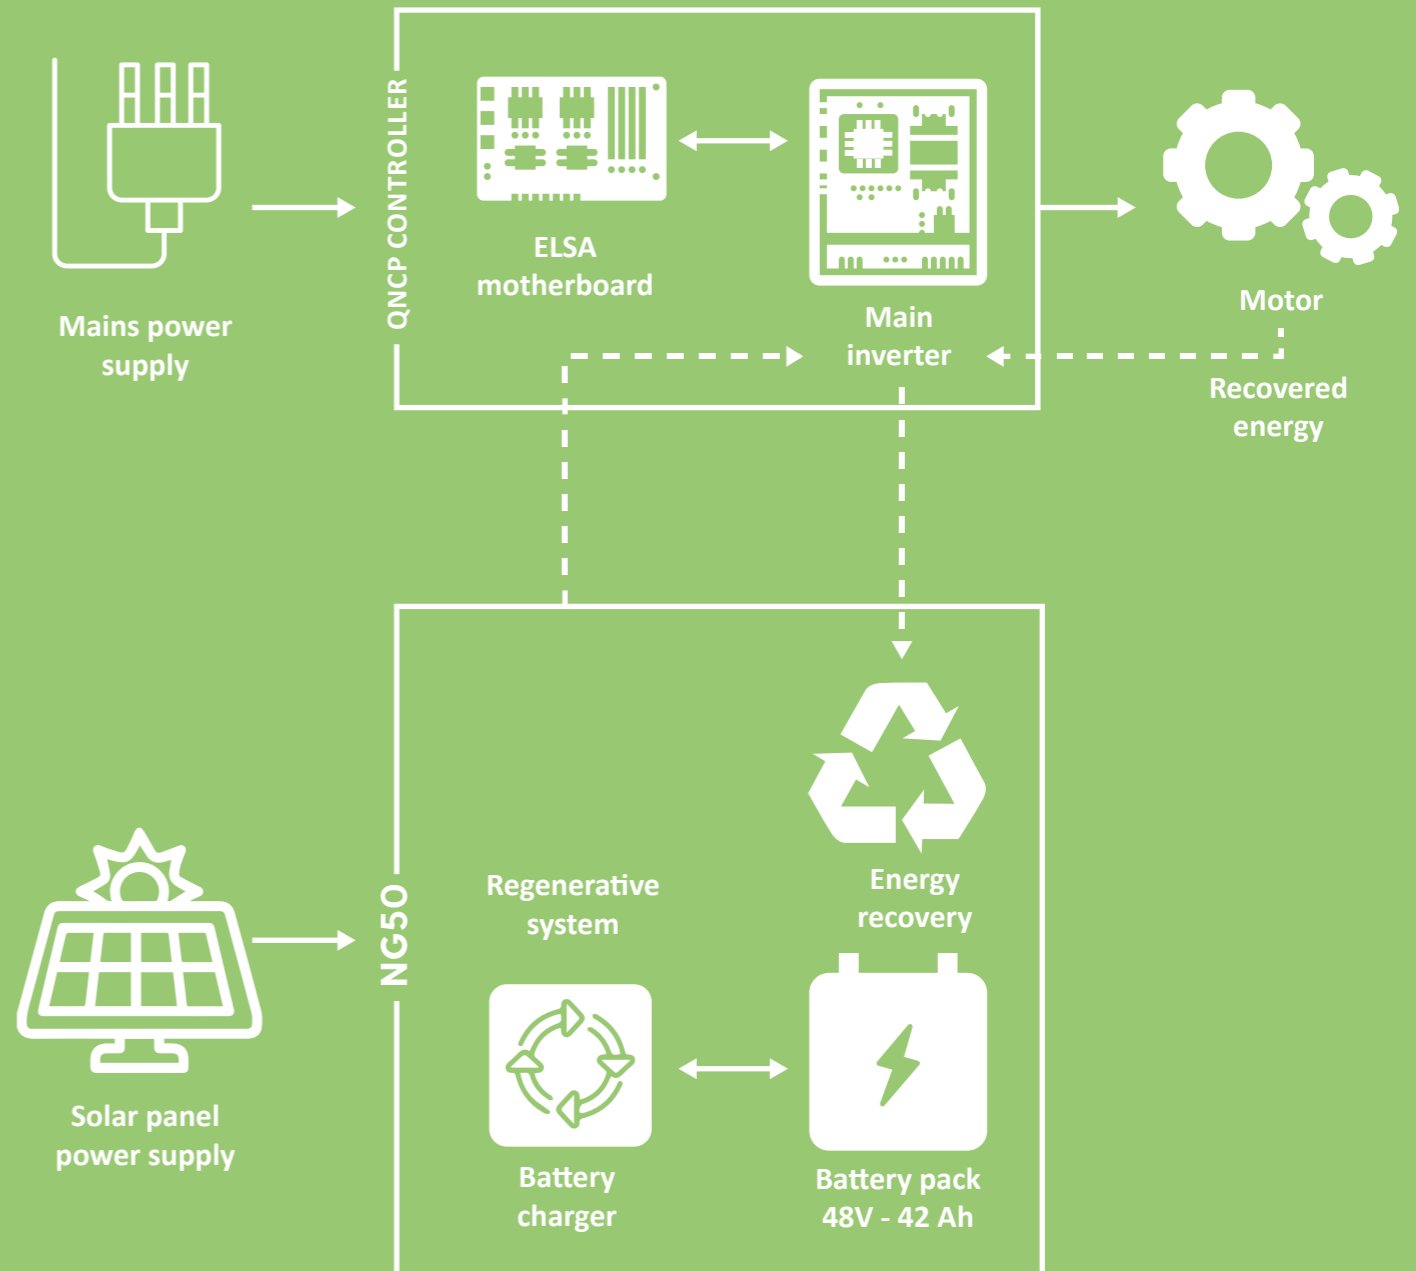 QNCP CONTROLLER
ELSA
motherboard
Main
inverter
Mains power
supply
Motor
Recovered
energy
NG50
Regenerative
system
Energy
recovery
Solar panel
power supply
Battery
charger
Battery pack
48V - 42 Ah